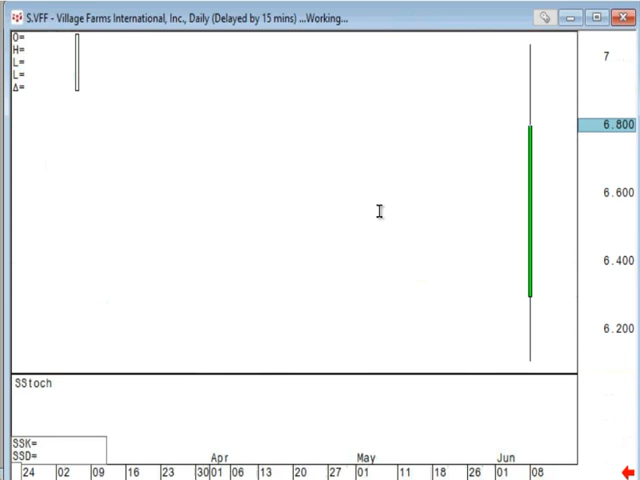 S.VFF - Village Farms International, Inc., Daily (Delayed by 15 mins) ...Working...
O=
H=
L=
L=
Δ=
7
6.800
6.600
6.400
6.200
SStoch
SSK=
SSD=
Apr May Jun
24 02 09 16 23 30 01 06 13 20 27 01 11 18 26 01 08